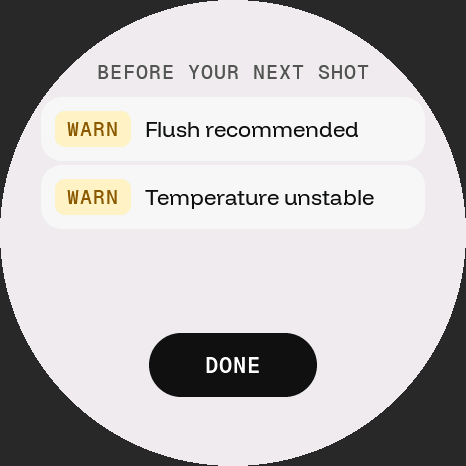 BEFORE YOUR NEXT SHOT
WARN Flush recommended
WARN Temperature unstable
DONE